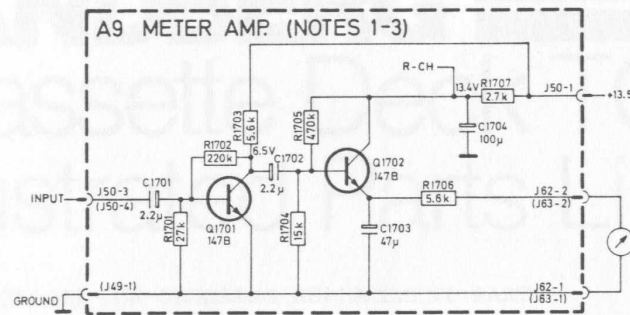 A9 METER AMP. (NOTES 1-3)
R-CH
13.4V
R1707
2.7k
J50-1
+13.5
R1703
5.6k
R1705
470k
C1704
100µ
R1702
220k
6.5V
C1702
2.2µ
Q1702
147B
R1706
5.6k
J62-2
(J63-2)
INPUT
J50-3
(J50-4)
C1701
2.2µ
R1701
27k
Q1701
147B
R1704
15k
C1703
47µ
GROUND
(J49-1)
J62-1
(J63-1)